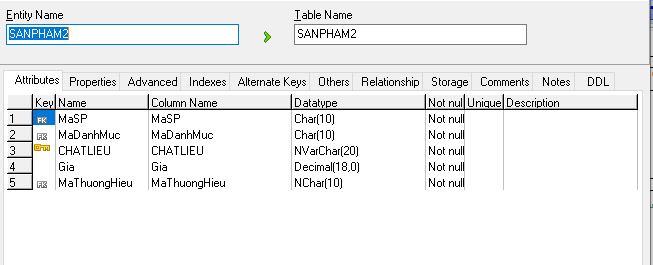 Entity Name Table Name
SANPHAM2 SANPHAM2
Attributes Properties Advanced Indexes Alternate Keys Others Relationship Storage Comments Notes DDL
Key Name Column Name Datatype Not nul Unique Description
1 FK MaSP MaSP Char(10) Not null
2 FK MaDanhMuc MaDanhMuc Char(10) Not null
3 CHATLIEU CHATLIEU NVarChar(20) Not null
4 Gia Gia Decimal(18,0) Not null
5 FK MaThuongHieu MaThuongHieu NChar(10) Not null